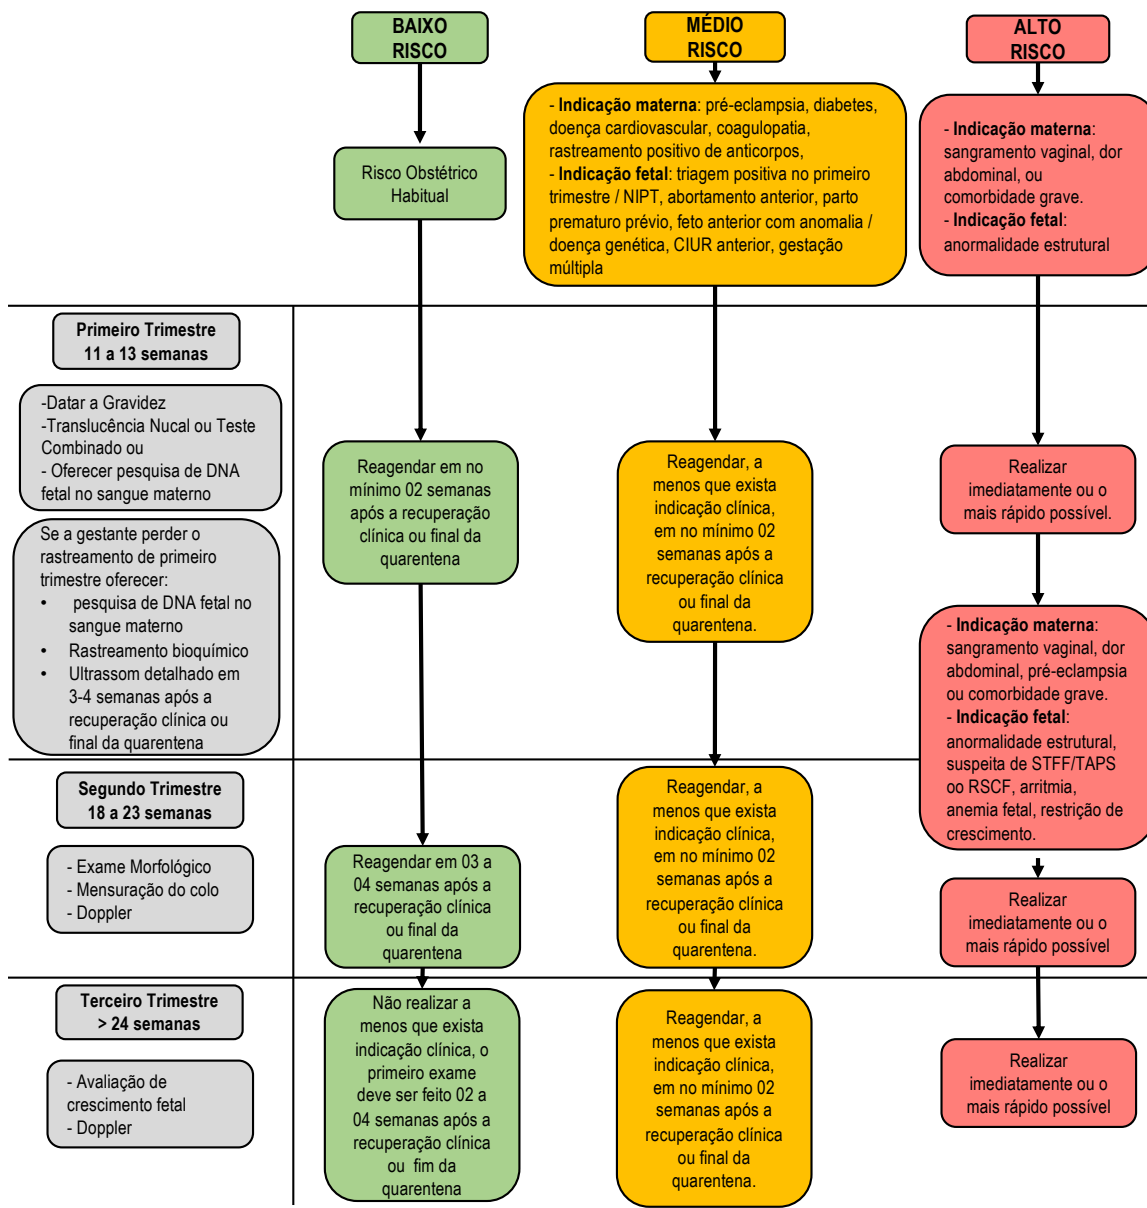 BAIXO
RISCO
MÉDIO
RISCO
ALTO
RISCO
Risco Obstétrico
Habitual
- Indicação materna: pré-eclampsia, diabetes,
doença cardiovascular, coagulopatia,
rastreamento positivo de anticorpos,
- Indicação fetal: triagem positiva no primeiro
trimestre / NIPT, abortamento anterior, parto
prematuro prévio, feto anterior com anomalia /
doença genética, CIUR anterior, gestação
múltipla
- Indicação materna:
sangramento vaginal, dor
abdominal, ou
comorbidade grave.
- Indicação fetal:
anormalidade estrutural
Primeiro Trimestre
11 a 13 semanas
-Datar a Gravidez
-Translucência Nucal ou Teste
Combinado ou
- Oferecer pesquisa de DNA
fetal no sangue materno
Se a gestante perder o
rastreamento de primeiro
trimestre oferecer:
• pesquisa de DNA fetal no
sangue materno
• Rastreamento bioquímico
• Ultrassom detalhado em
3-4 semanas após a
recuperação clínica ou
final da quarentena
Reagendar em no
mínimo 02 semanas
após a recuperação
clínica ou final da
quarentena
Reagendar, a
menos que exista
indicação clínica,
em no mínimo 02
semanas após a
recuperação clínica
ou final da
quarentena.
Realizar
imediatamente ou o
mais rápido possível.
- Indicação materna:
sangramento vaginal, dor
abdominal, pré-eclampsia
ou comorbidade grave.
- Indicação fetal:
anormalidade estrutural,
suspeita de STFF/TAPS
oo RSCF, arritmia,
anemia fetal, restrição de
crescimento.
Segundo Trimestre
18 a 23 semanas
- Exame Morfológico
- Mensuração do colo
- Doppler
Reagendar em 03 a
04 semanas após a
recuperação clínica
ou final da
quarentena
Reagendar, a
menos que exista
indicação clínica,
em no mínimo 02
semanas após a
recuperação clínica
ou final da
quarentena.
Realizar
imediatamente ou o
mais rápido possível
Terceiro Trimestre
> 24 semanas
- Avaliação de
crescimento fetal
- Doppler
Não realizar a
menos que exista
indicação clínica, o
primeiro exame
deve ser feito 02 a
04 semanas após a
recuperação clínica
ou fim da
quarentena
Reagendar, a
menos que exista
indicação clínica,
em no mínimo 02
semanas após a
recuperação clínica
ou final da
quarentena.
Realizar
imediatamente ou o
mais rápido possível